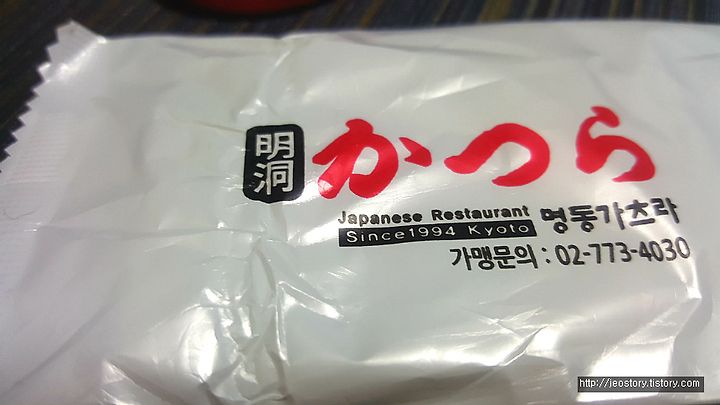 明洞
かつら
Japanese Restaurant
Since1994 Kyoto
명동가츠라
가맹문의 : 02-773-4030
http://jeostory.tistory.com